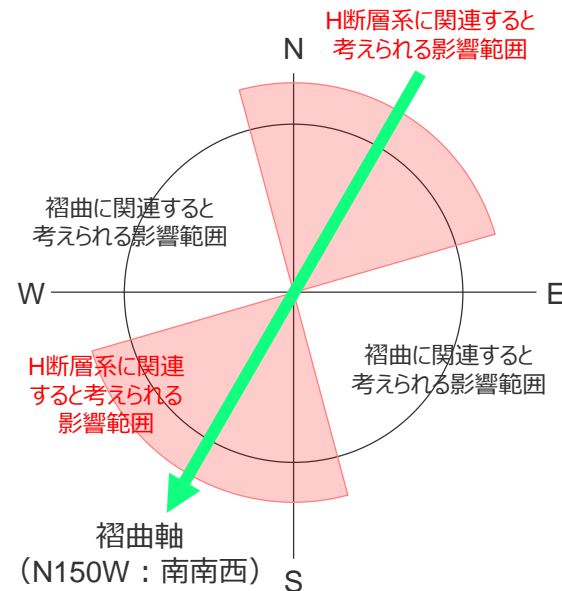 H断層系に関連すると
考えられる影響範囲
N
褶曲に関連すると
考えられる影響範囲
W
E
褶曲に関連すると
考えられる影響範囲
H断層系に関連
すると考えられる
影響範囲
褶曲軸
（N150W：南南西）
S